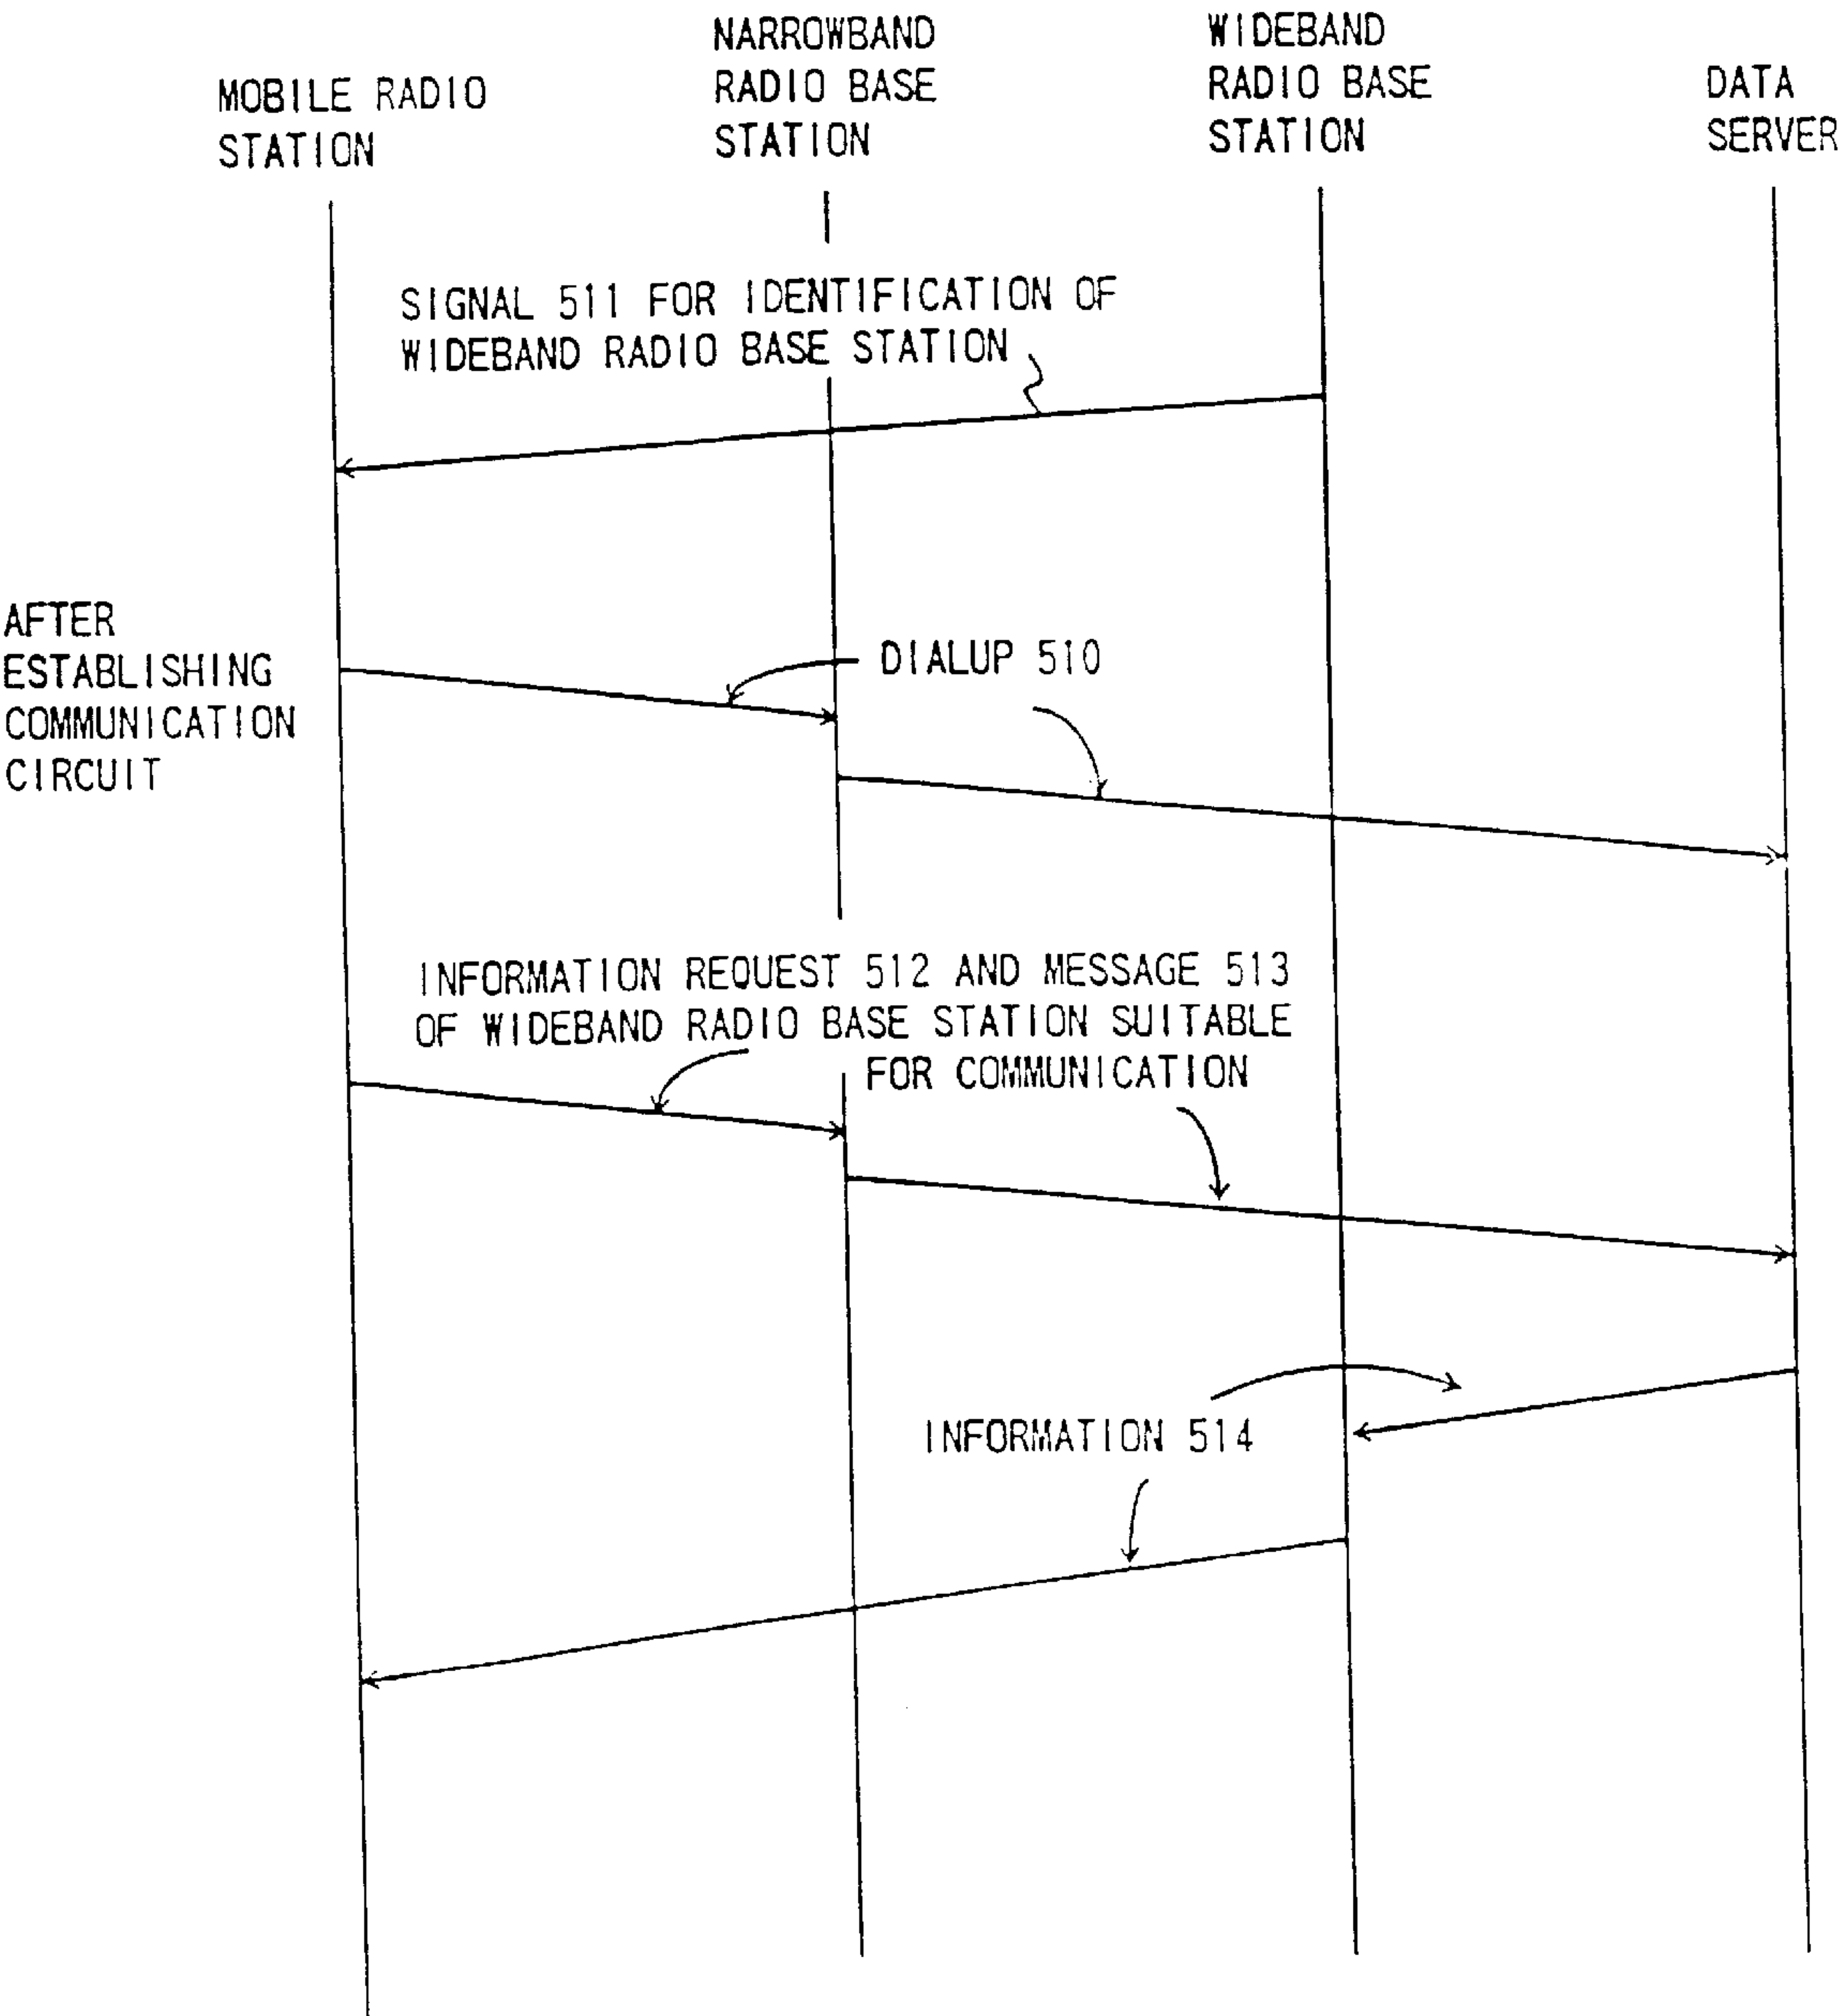 MOBILE RADIO
STATION
NARROWBAND
RADIO BASE
STATION
WIDEBAND
RADIO BASE
STATION
DATA
SERVER
SIGNAL 511 FOR IDENTIFICATION OF
WIDEBAND RADIO BASE STATION
AFTER
ESTABLISHING
COMMUNICATION
CIRCUIT
DIALUP 510
INFORMATION REQUEST 512 AND MESSAGE 513
OF WIDEBAND RADIO BASE STATION SUITABLE
FOR COMMUNICATION
INFORMATION 514